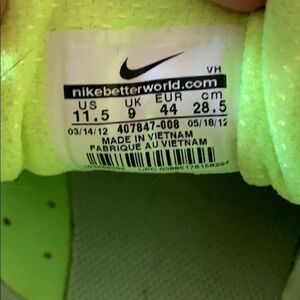 VH
nikebetterworld.com
US UK EUR cm
11.5 9 44 28.5
03/14/12 407847-008 05/18/12
MADE IN VIETNAM
FABRIQUE AU VIETNAM